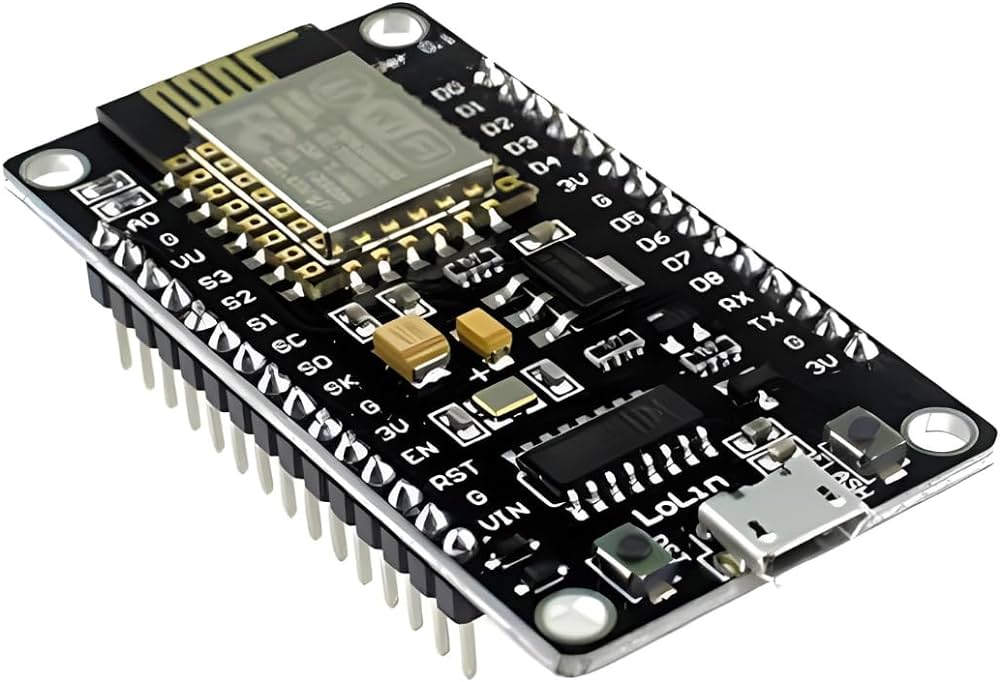 WiFi
D0
D1
D2
D3
D4
3V
G
D5
D6
D7
D8
RX
TX
G
3V
A0
G
VU
S3
S2
S1
SC
SO
SK
G
3V
EN
RST
G
VIN
LoLin